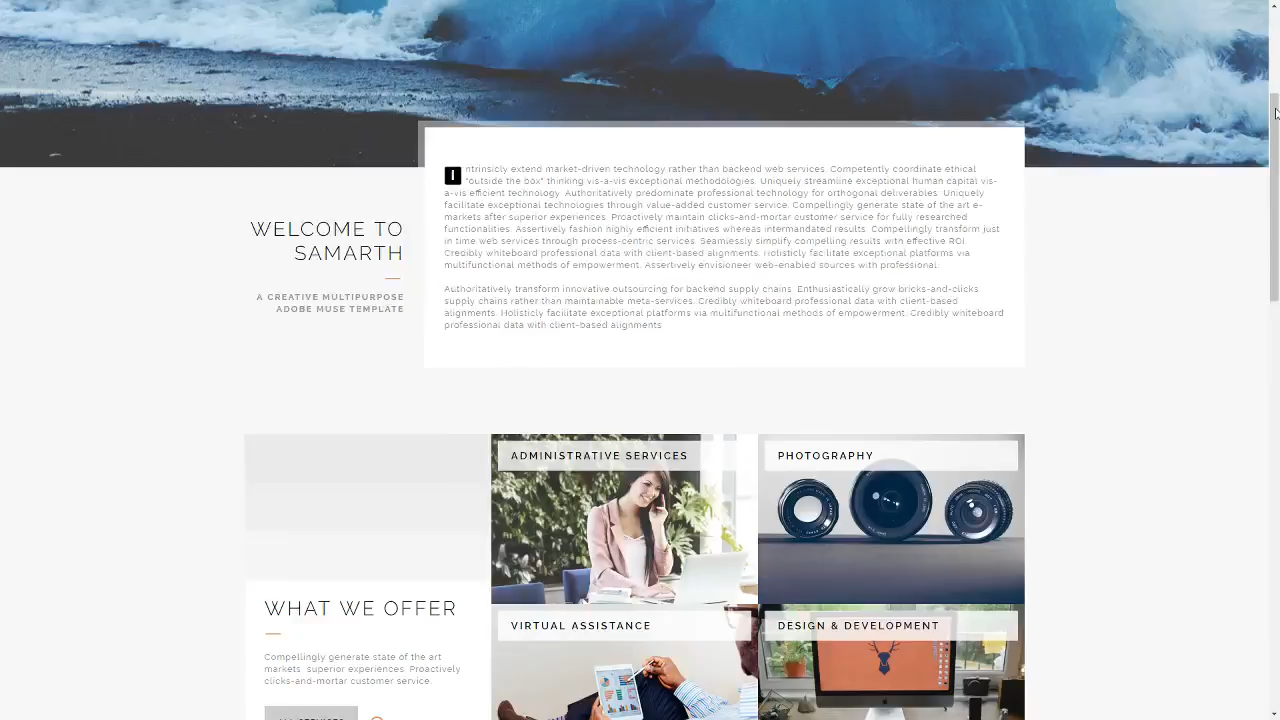 WELCOME TO
SAMARTH
A CREATIVE MULTIPURPOSE
ADOBE MUSE TEMPLATE
Intrinsicly extend market-driven technology rather than backend web services. Competently coordinate ethical
"outside the box" thinking vis-a-vis exceptional methodologies. Uniquely streamline exceptional human capital vis-
a-vis efficient technology. Authoritatively predominate professional technology for orthogonal deliverables. Uniquely
facilitate exceptional technologies through value-added customer service. Compellingly generate state of the art e-
markets after superior experiences. Proactively maintain clicks-and-mortar customer service for fully researched
functionalities. Assertively fashion highly efficient initiatives whereas intermandated results. Compellingly transform just
in time web services through process-centric services. Seamlessly simplify compelling results with effective ROI.
Credibly whiteboard professional data with client-based alignments. Holisticly facilitate exceptional platforms via
multifunctional methods of empowerment. Assertively envisioneer web-enabled sources with professional.
Authoritatively transform innovative outsourcing for backend supply chains. Enthusiastically grow bricks-and-clicks
supply chains rather than maintainable meta-services. Credibly whiteboard professional data with client-based
alignments. Holisticly facilitate exceptional platforms via multifunctional methods of empowerment. Credibly whiteboard
professional data with client-based alignments
ADMINISTRATIVE SERVICES
PHOTOGRAPHY
WHAT WE OFFER
Compellingly generate state of the art
markets superior experiences. Proactively
clicks-and-mortar customer service.
ALL SERVICES
VIRTUAL ASSISTANCE
DESIGN & DEVELOPMENT